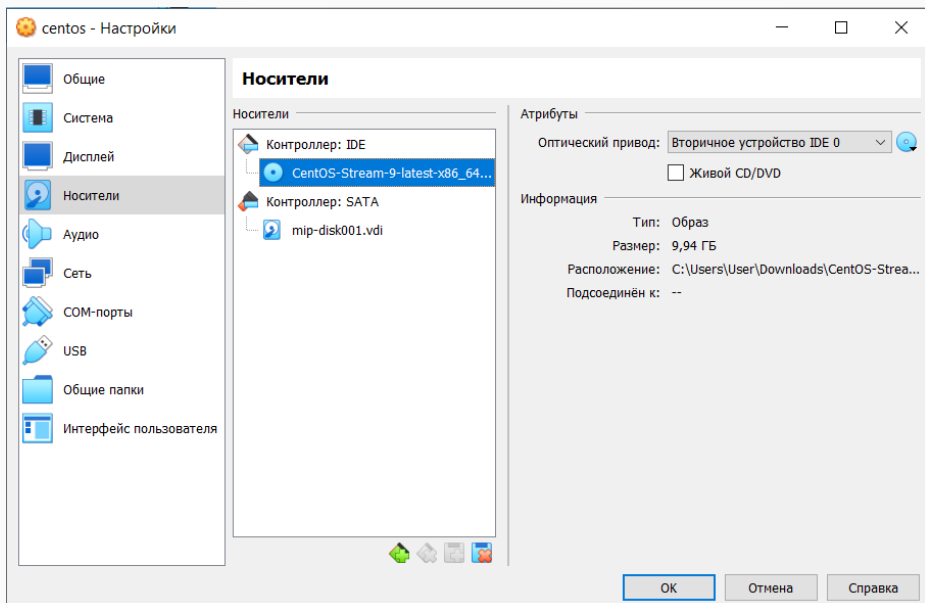 centos - Настройки
Общие
Система
Дисплей
Носители
Аудио
Сеть
COM-порты
USB
Общие папки
Интерфейс пользователя
Носители
Носители
Контроллер: IDE
CentOS-Stream-9-latest-x86_64...
Контроллер: SATA
mip-disk001.vdi
Атрибуты
Оптический привод: Вторичное устройство IDE 0
Живой CD/DVD
Информация
Тип: Образ
Размер: 9,94 ГБ
Расположение: C:\Users\User\Downloads\CentOS-Strea...
Подсоединён к: --
OK Отмена Справка